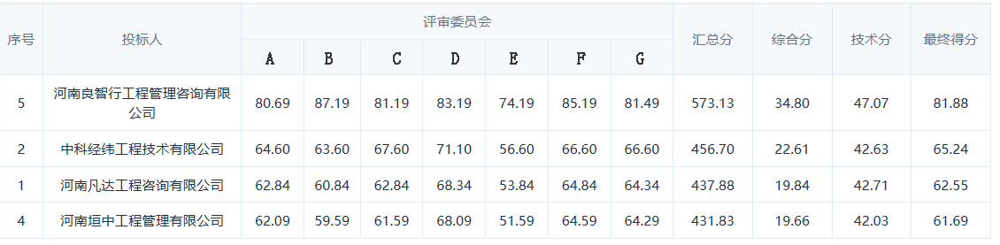 序号 投标人 评审委员会 汇总分 综合分 技术分 最终得分
A B C D E F G
5 河南良智行工程管理咨询有限公司 80.69 87.19 81.19 83.19 74.19 85.19 81.49 573.13 34.80 47.07 81.88
2 中科经纬工程技术有限公司 64.60 63.60 67.60 71.10 56.60 66.60 66.60 456.70 22.61 42.63 65.24
1 河南凡达工程咨询有限公司 62.84 60.84 62.84 68.34 53.84 64.84 64.34 437.88 19.84 42.71 62.55
4 河南垣中工程管理有限公司 62.09 59.59 61.59 68.09 51.59 64.59 64.29 431.83 19.66 42.03 61.69